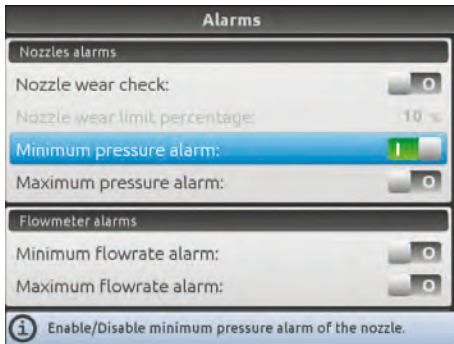 Alarms
Nozzles alarms
Nozzle wear check: O
Nozzle wear limit percentage: 10 %
Minimum pressure alarm: I
Maximum pressure alarm: O
Flowmeter alarms
Minimum flowrate alarm: O
Maximum flowrate alarm: O
i Enable/Disable minimum pressure alarm of the nozzle.